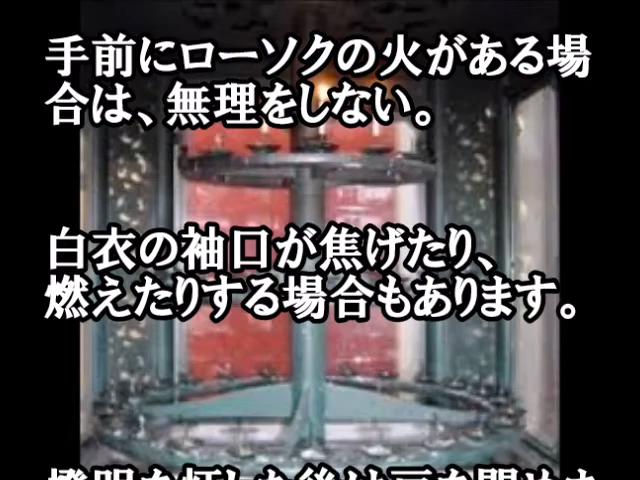 手前にローソクの火がある場
合は、無理をしない。
白衣の袖口が焦げたり、
燃えたりする場合もあります。